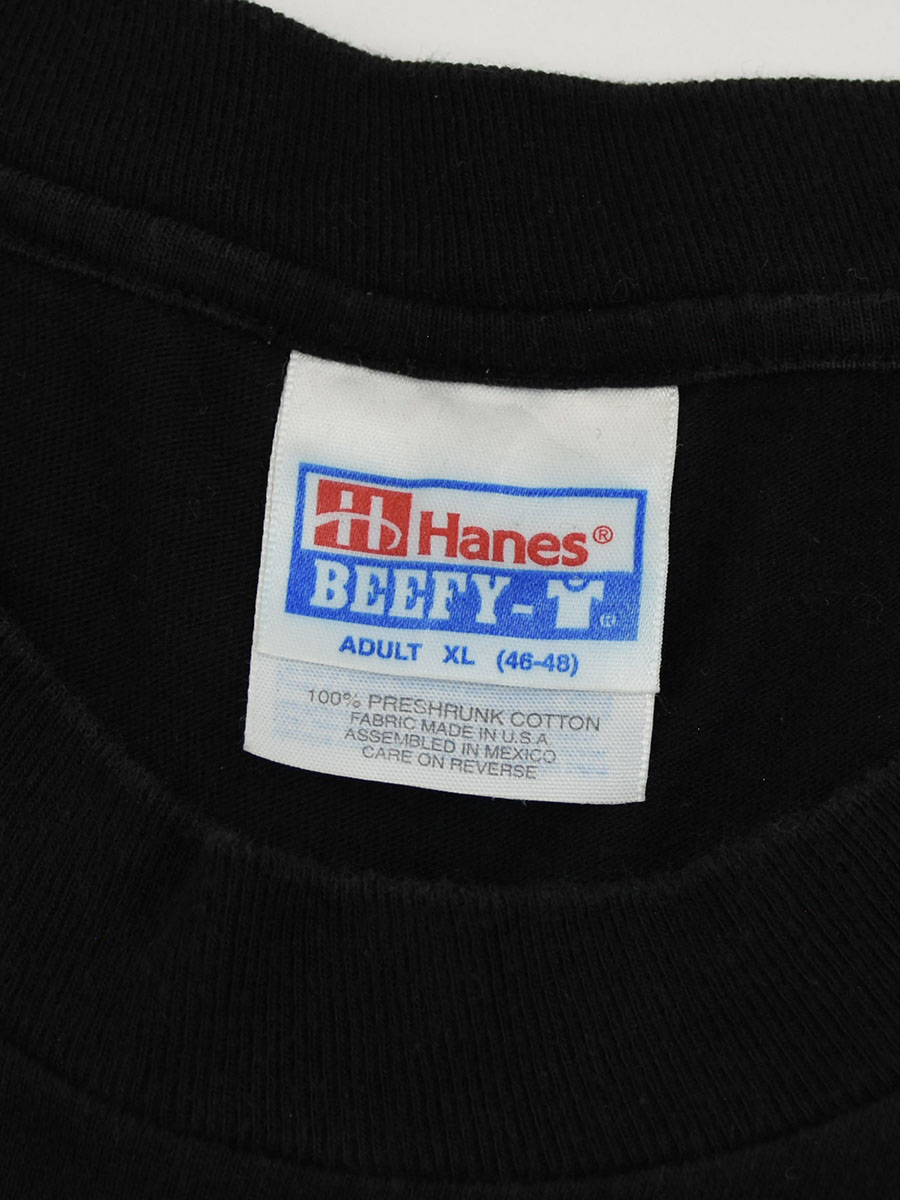 Hanes®
BEEFY-T®
ADULT XL (46-48)
100% PRESHRUNK COTTON
FABRIC MADE IN U.S.A
ASSEMBLED IN MEXICO
CARE ON REVERSE